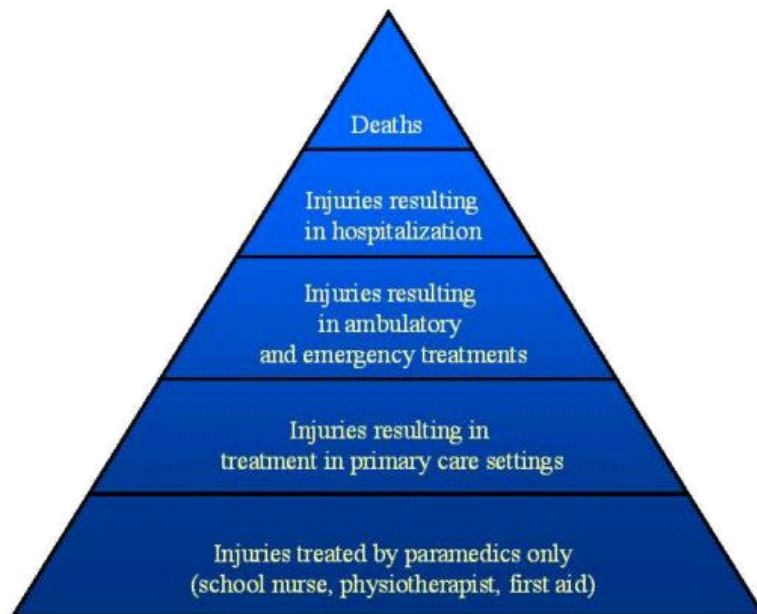 Deaths
Injuries resulting
in hospitalization
Injuries resulting
in ambulatory
and emergency treatments
Injuries resulting in
treatment in primary care settings
Injuries treated by paramedics only
(school nurse, physiotherapist, first aid)